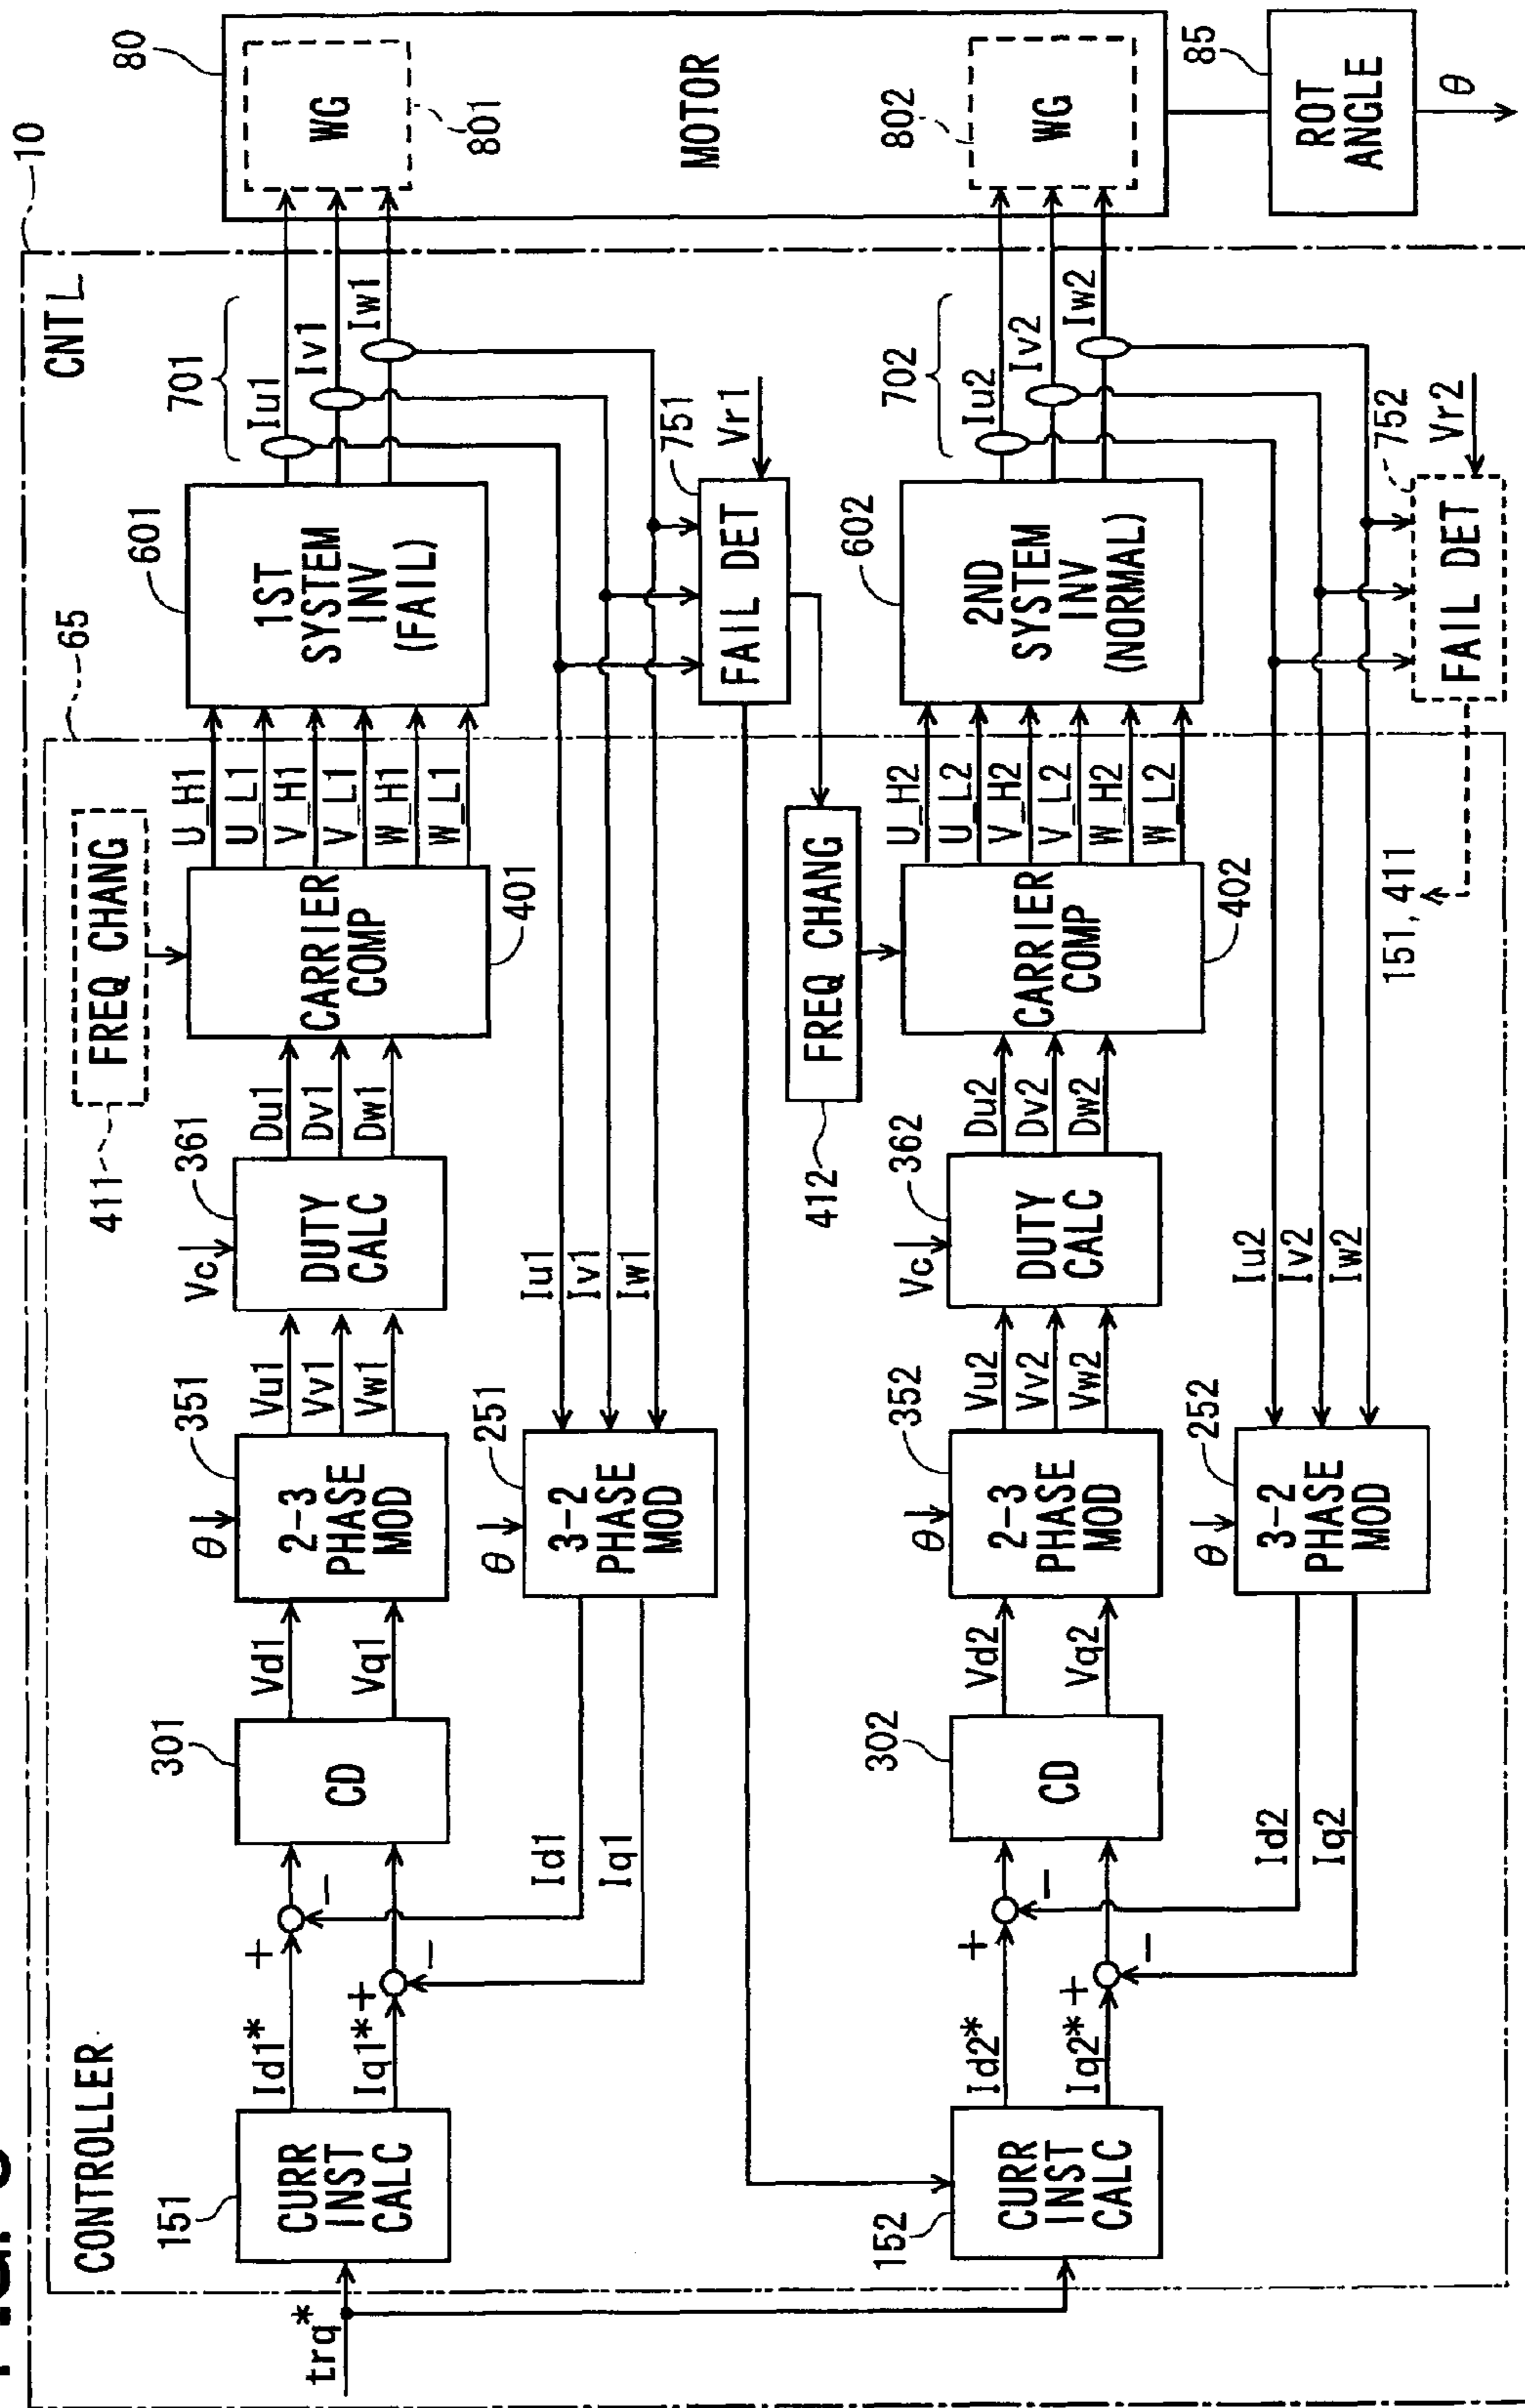 10
CNTL
CONTROLLER
65
trq*
151
CURR
INST
CALC
Id1*
Iq1*
+
−
+
−
301
CD
Vd1
Vq1
θ
351
2-3
PHASE
MOD
Vu1
Vv1
Vw1
Vc
361
DUTY
CALC
Du1
Dv1
Dw1
411
FREQ CHANG
CARRIER
COMP
401
U_H1
U_L1
V_H1
V_L1
W_H1
W_L1
601
1ST
SYSTEM
INV
(FAIL)
701
Iu1
Iv1
Iw1
80
WG
801
MOTOR
802
WG
85
ROT
ANGLE
θ
Id1
Iq1
θ
251
3-2
PHASE
MOD
Iu1
Iv1
Iw1
751
FAIL DET
Vr1
412
FREQ CHANG
152
CURR
INST
CALC
Id2*
Iq2*
+
−
+
−
302
CD
Vd2
Vq2
θ
352
2-3
PHASE
MOD
Vu2
Vv2
Vw2
Vc
362
DUTY
CALC
Du2
Dv2
Dw2
CARRIER
COMP
402
U_H2
U_L2
V_H2
V_L2
W_H2
W_L2
602
2ND
SYSTEM
INV
(NORMAL)
702
Iu2
Iv2
Iw2
Id2
Iq2
θ
252
3-2
PHASE
MOD
Iu2
Iv2
Iw2
151, 411
752
FAIL DET
Vr2